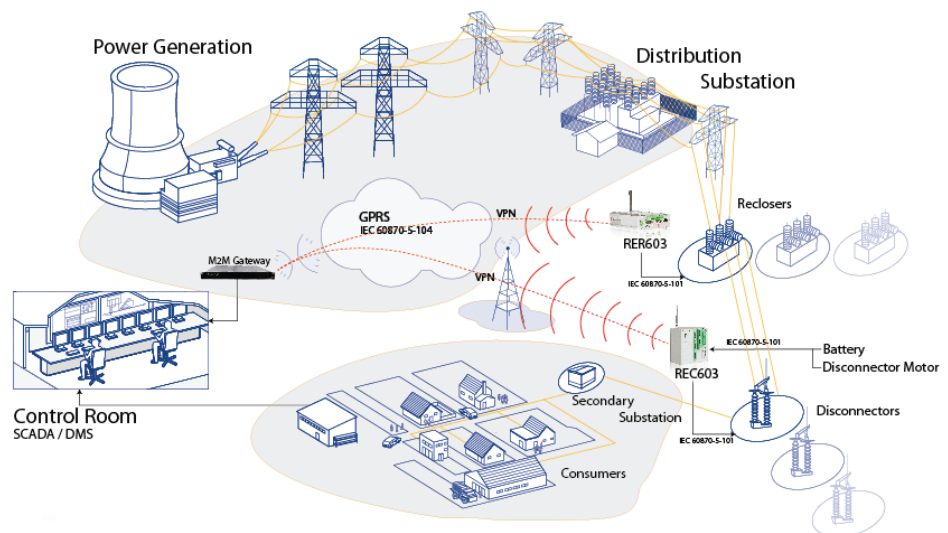 Power Generation
Distribution
Substation
Reclosers
GPRS
IEC 60870-5-104
VPN
RER603
M2M Gateway
IEC 60870-5-101
VPN
IEC 60870-5-101
Battery
Disconnector Motor
REC603
Control Room
SCADA / DMS
Secondary
Substation
Disconnectors
IEC 60870-5-101
Consumers